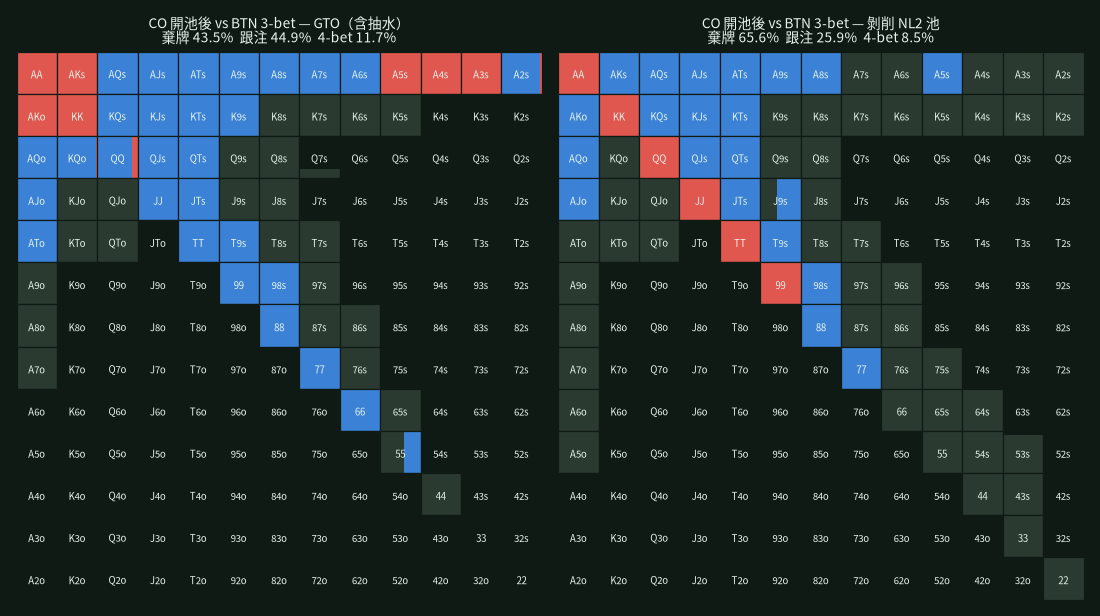 CO 開池後 vs BTN 3-bet — GTO（含抽水）
棄牌 43.5% 跟注 44.9% 4-bet 11.7%
AA AKs AQs AJs ATs A9s A8s A7s A6s A5s A4s A3s A2s
AKo KK KQs KJs KTs K9s K8s K7s K6s K5s K4s K3s K2s
AQo KQo QQ QJs QTs Q9s Q8s Q7s Q6s Q5s Q4s Q3s Q2s
AJo KJo QJo JJ JTs J9s J8s J7s J6s J5s J4s J3s J2s
ATo KTo QTo JTo TT T9s T8s T7s T6s T5s T4s T3s T2s
A9o K9o Q9o J9o T9o 99 98s 97s 96s 95s 94s 93s 92s
A8o K8o Q8o J8o T8o 98o 88 87s 86s 85s 84s 83s 82s
A7o K7o Q7o J7o T7o 97o 87o 77 76s 75s 74s 73s 72s
A6o K6o Q6o J6o T6o 96o 86o 76o 66 65s 64s 63s 62s
A5o K5o Q5o J5o T5o 95o 85o 75o 65o 55 54s 53s 52s
A4o K4o Q4o J4o T4o 94o 84o 74o 64o 54o 44 43s 42s
A3o K3o Q3o J3o T3o 93o 83o 73o 63o 53o 43o 33 32s
A2o K2o Q2o J2o T2o 92o 82o 72o 62o 52o 42o 32o 22
CO 開池後 vs BTN 3-bet — 剝削 NL2 池
棄牌 65.6% 跟注 25.9% 4-bet 8.5%
AA AKs AQs AJs ATs A9s A8s A7s A6s A5s A4s A3s A2s
AKo KK KQs KJs KTs K9s K8s K7s K6s K5s K4s K3s K2s
AQo KQo QQ QJs QTs Q9s Q8s Q7s Q6s Q5s Q4s Q3s Q2s
AJo KJo QJo JJ JTs J9s J8s J7s J6s J5s J4s J3s J2s
ATo KTo QTo JTo TT T9s T8s T7s T6s T5s T4s T3s T2s
A9o K9o Q9o J9o T9o 99 98s 97s 96s 95s 94s 93s 92s
A8o K8o Q8o J8o T8o 98o 88 87s 86s 85s 84s 83s 82s
A7o K7o Q7o J7o T7o 97o 87o 77 76s 75s 74s 73s 72s
A6o K6o Q6o J6o T6o 96o 86o 76o 66 65s 64s 63s 62s
A5o K5o Q5o J5o T5o 95o 85o 75o 65o 55 54s 53s 52s
A4o K4o Q4o J4o T4o 94o 84o 74o 64o 54o 44 43s 42s
A3o K3o Q3o J3o T3o 93o 83o 73o 63o 53o 43o 33 32s
A2o K2o Q2o J2o T2o 92o 82o 72o 62o 52o 42o 32o 22